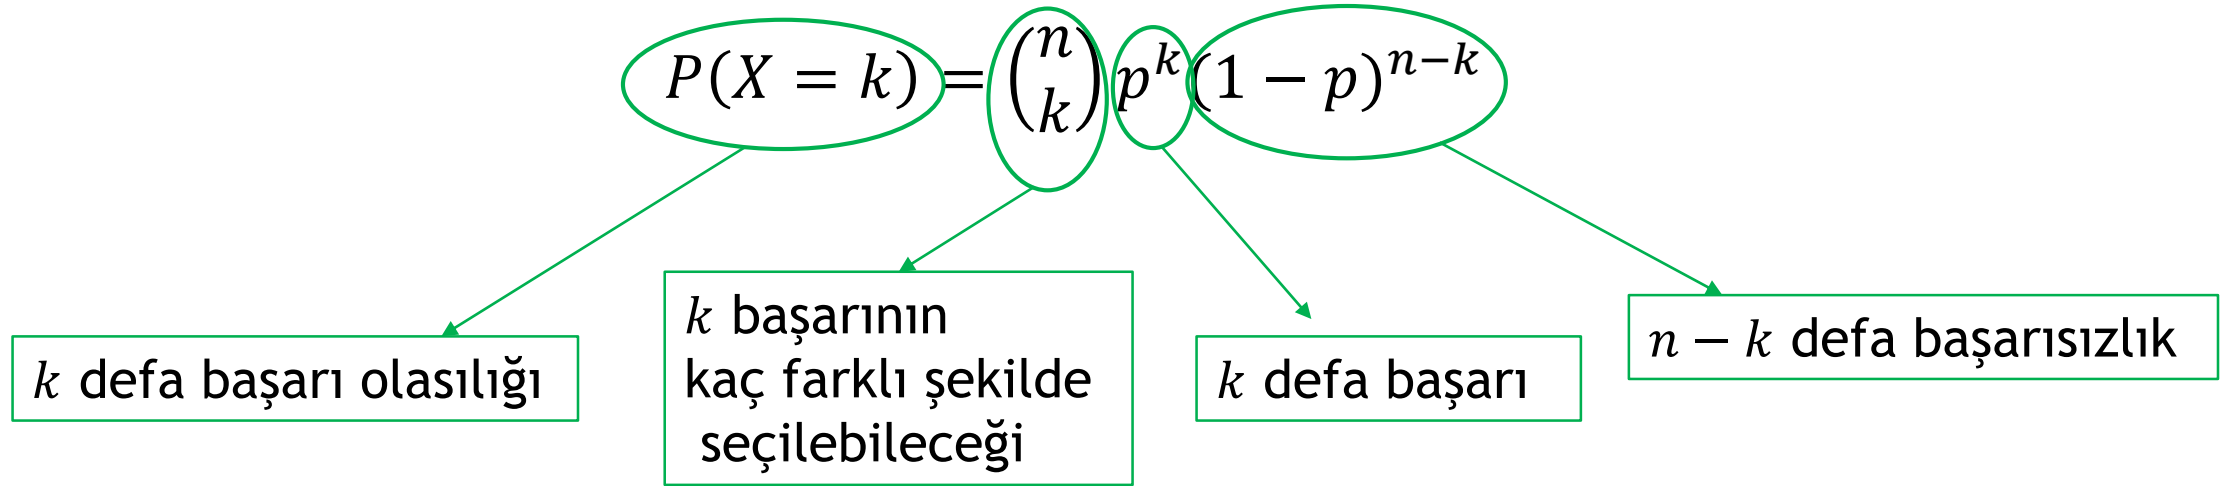 P(X = k) = (n k) p^k (1 − p)^{n−k}
k defa başarı olasılığı
k başarının
kaç farklı şekilde
seçilebileceği
k defa başarı
n − k defa başarısızlık